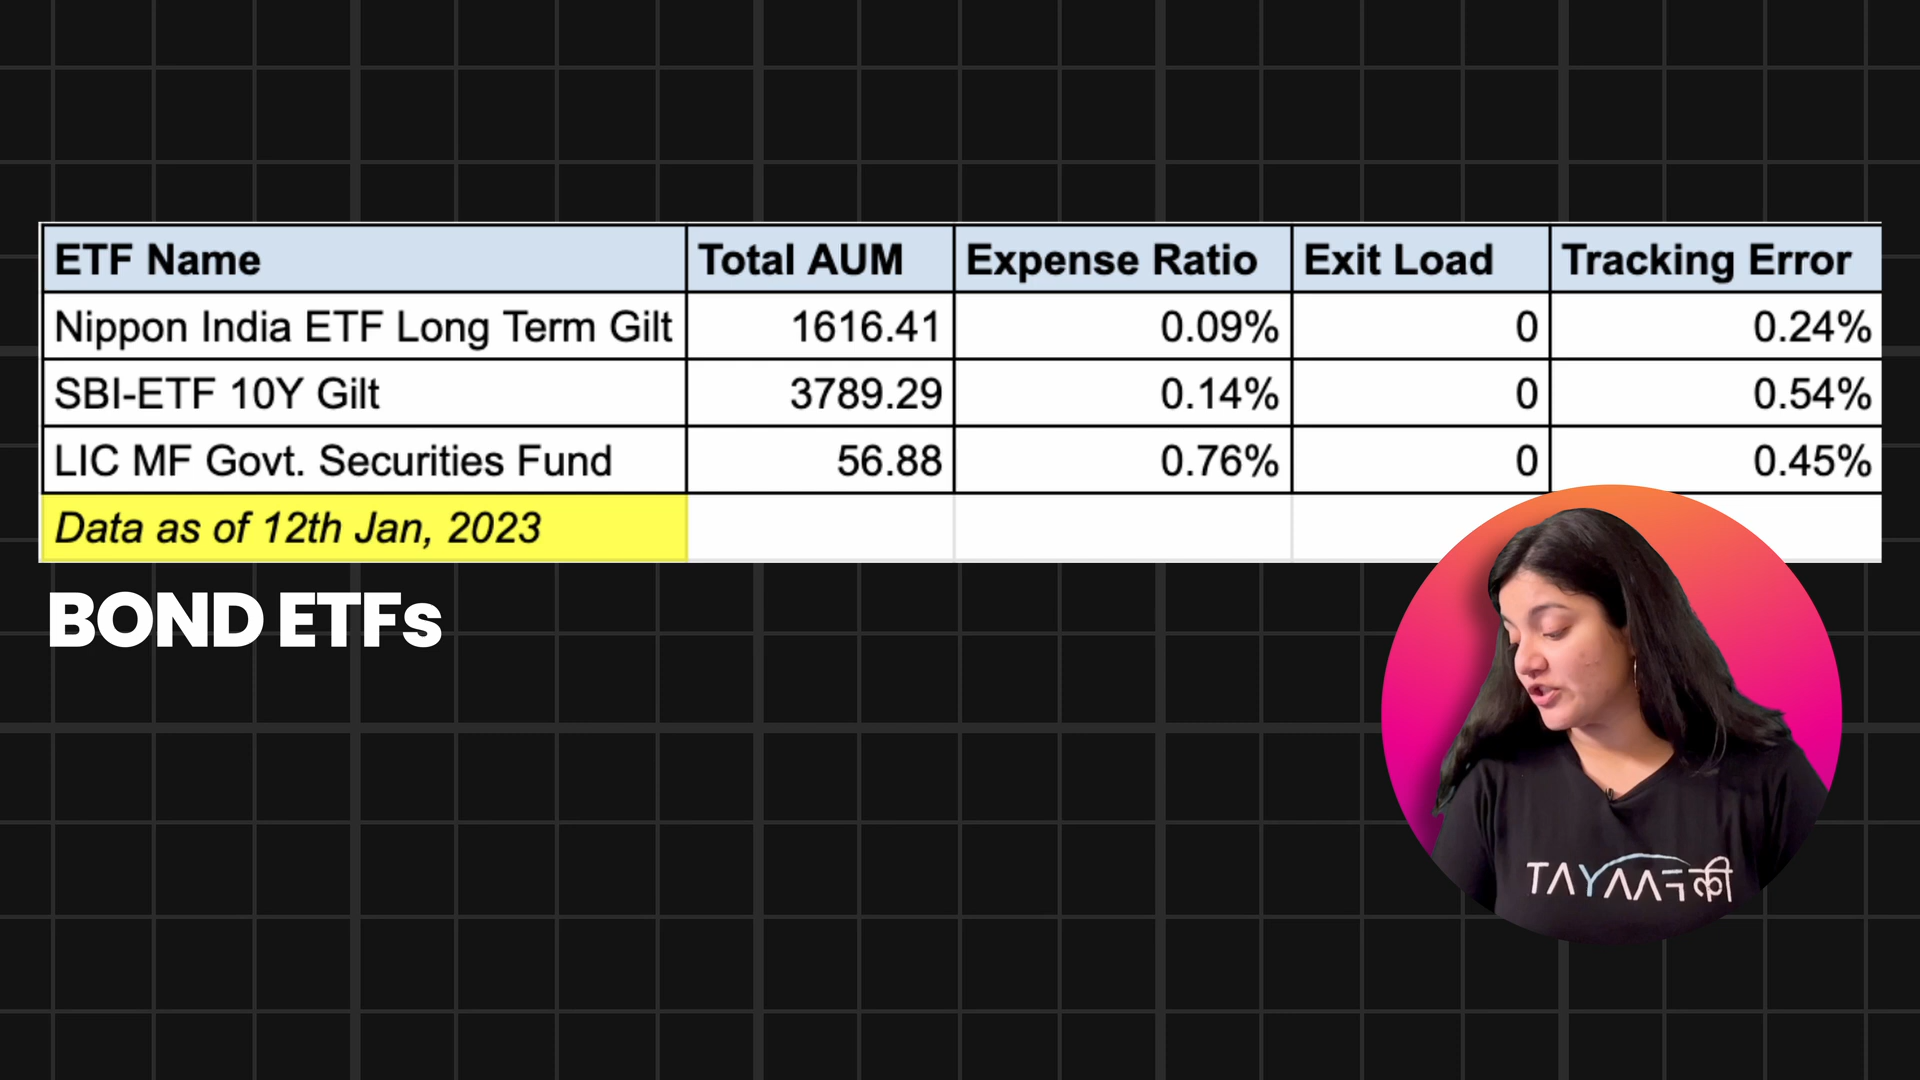 ETF Name Total AUM Expense Ratio Exit Load Tracking Error
Nippon India ETF Long Term Gilt 1616.41 0.09% 0 0.24%
SBI-ETF 10Y Gilt 3789.29 0.14% 0 0.54%
LIC MF Govt. Securities Fund 56.88 0.76% 0 0.45%
Data as of 12th Jan, 2023
BOND ETFs